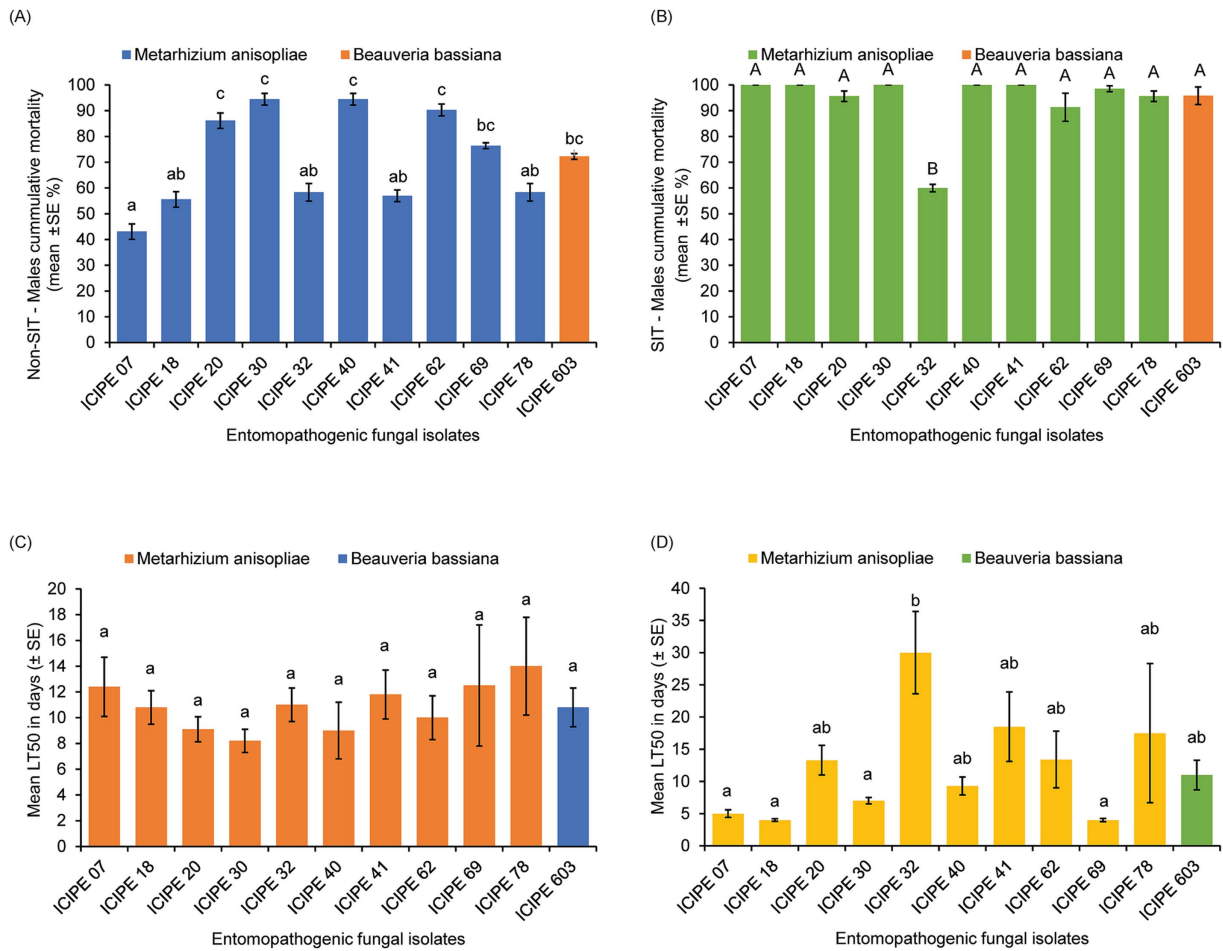 (A)
Metarhizium anisopliae Beauveria bassiana
Non-SIT - Males cummulative mortality
(mean ±SE %)
100
90
80
70
60
50
40
30
20
10
0
a ab c c ab c ab c bc ab bc
ICIPE 07 ICIPE 18 ICIPE 20 ICIPE 30 ICIPE 32 ICIPE 40 ICIPE 41 ICIPE 62 ICIPE 69 ICIPE 78 ICIPE 603
Entomopathogenic fungal isolates
(B)
Metarhizium anisopliae Beauveria bassiana
SIT - Males cummulative mortality
(mean ±SE %)
100
90
80
70
60
50
40
30
20
10
0
A A A A B A A A A A A
ICIPE 07 ICIPE 18 ICIPE 20 ICIPE 30 ICIPE 32 ICIPE 40 ICIPE 41 ICIPE 62 ICIPE 69 ICIPE 78 ICIPE 603
Entomopathogenic fungal isolates
(C)
Metarhizium anisopliae Beauveria bassiana
Mean LT50 in days (± SE)
20
18
16
14
12
10
8
6
4
2
0
a a a a a a a a a a a
ICIPE 07 ICIPE 18 ICIPE 20 ICIPE 30 ICIPE 32 ICIPE 40 ICIPE 41 ICIPE 62 ICIPE 69 ICIPE 78 ICIPE 603
Entomopathogenic fungal isolates
(D)
Metarhizium anisopliae Beauveria bassiana
Mean LT50 in days (± SE)
40
35
30
25
20
15
10
5
0
a a ab a b ab ab ab a ab ab
ICIPE 07 ICIPE 18 ICIPE 20 ICIPE 30 ICIPE 32 ICIPE 40 ICIPE 41 ICIPE 62 ICIPE 69 ICIPE 78 ICIPE 603
Entomopathogenic fungal isolates